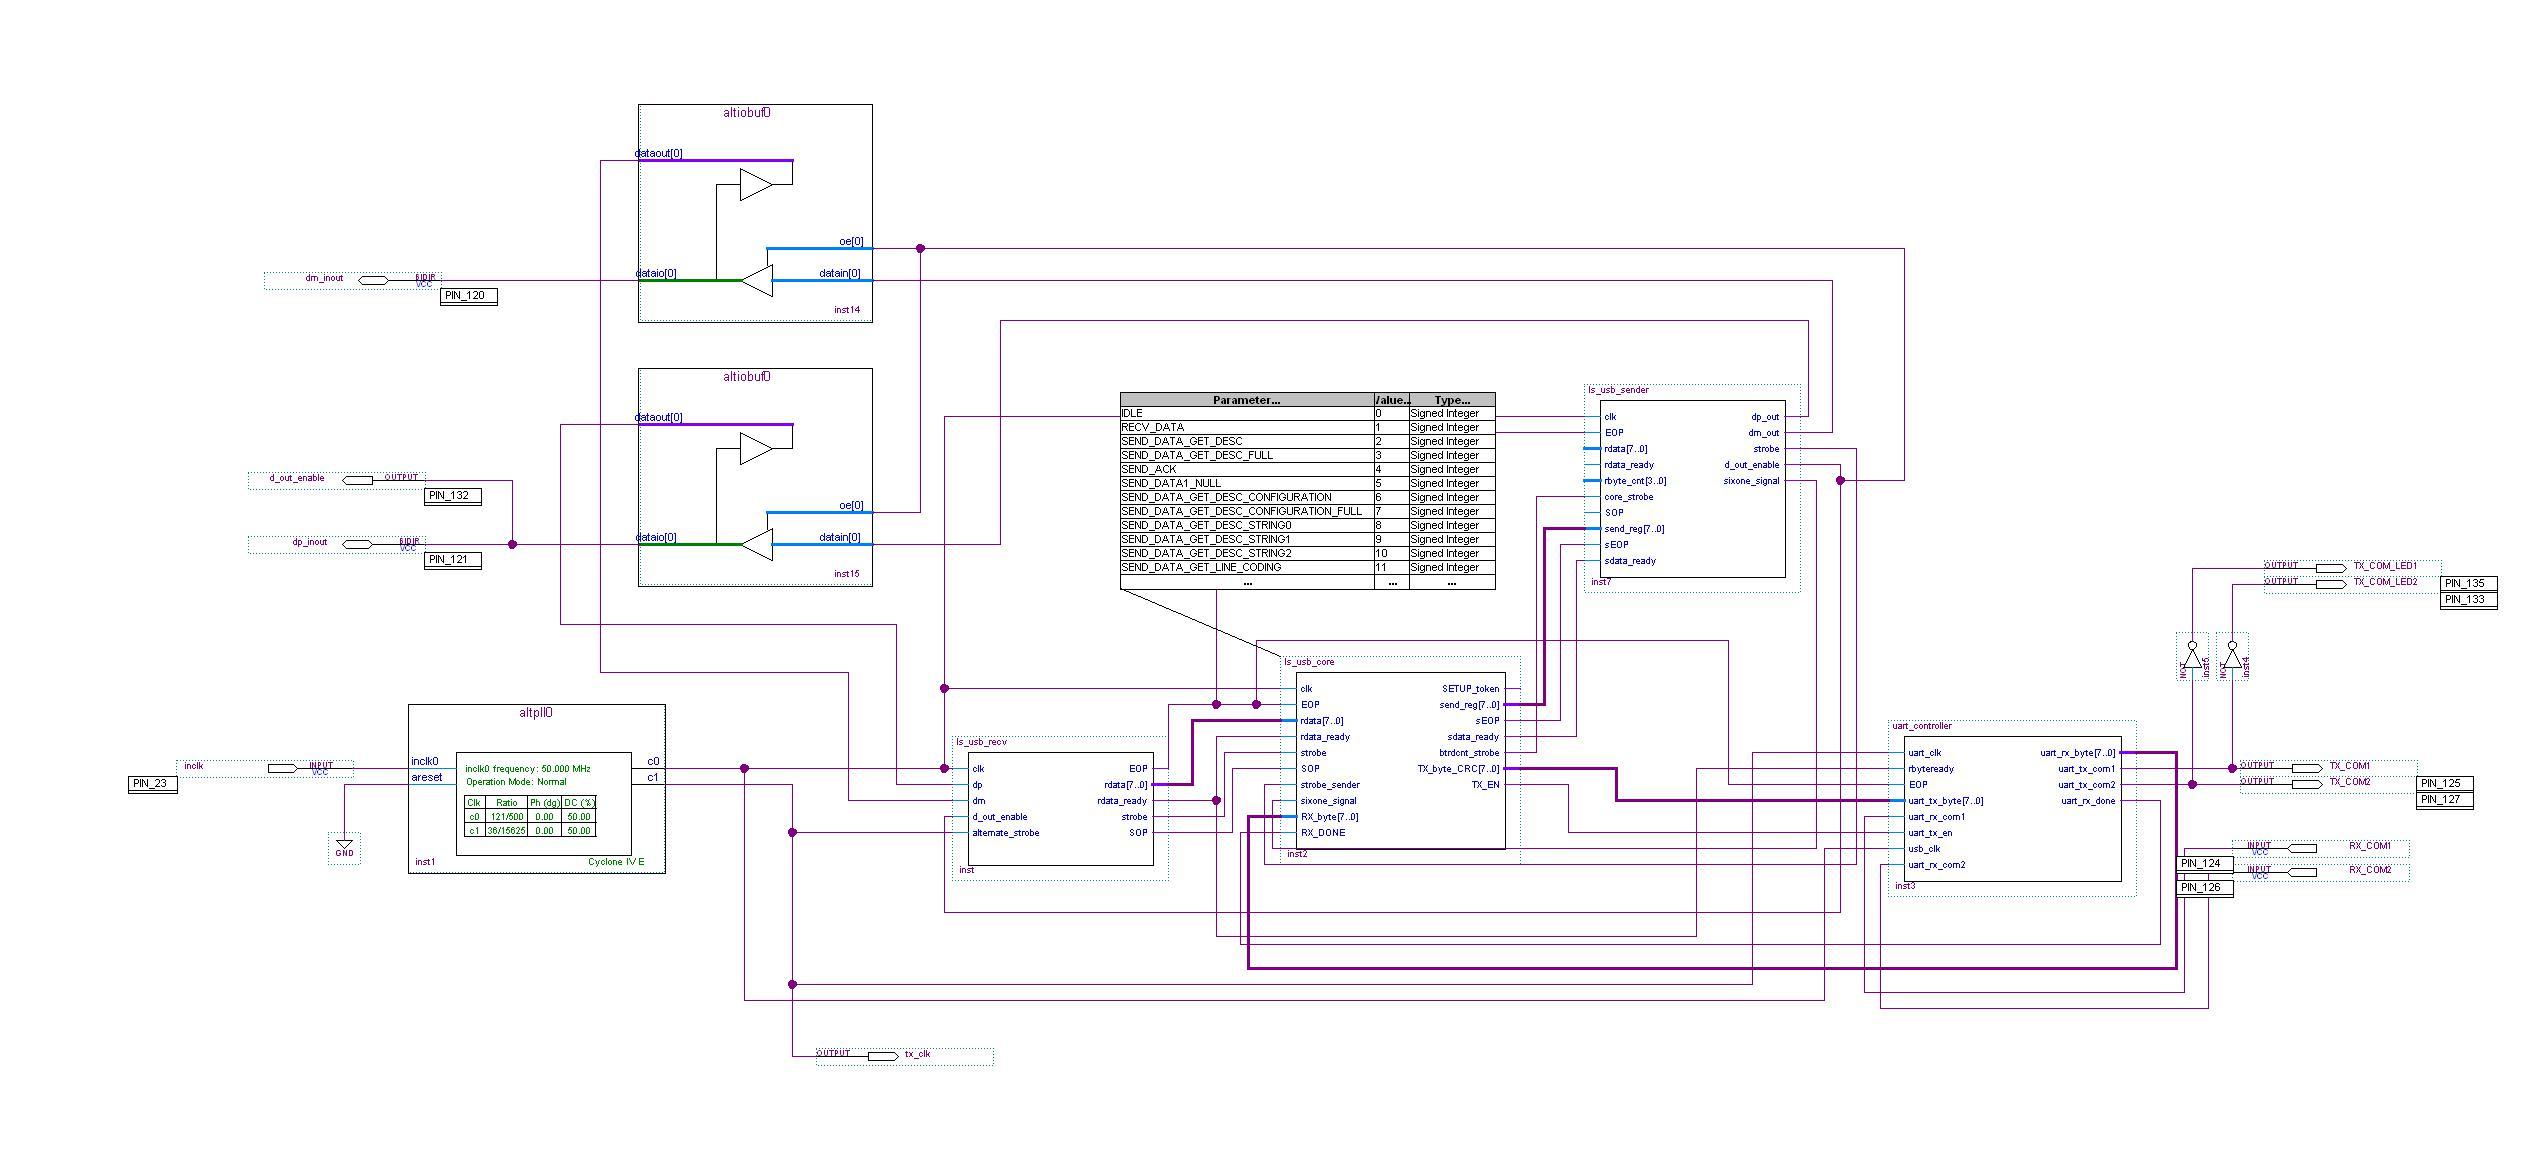 altiobuf0
dataout[0]
oe[0]
dataio[0]
datain[0]
inst14
dm_inout
BIDIR
VCC
PIN_120
altiobuf0
dataout[0]
oe[0]
dataio[0]
datain[0]
inst15
d_out_enable
OUTPUT
PIN_132
dp_inout
BIDIR
VCC
PIN_121
Parameter... /alue... Type...
IDLE 0 Signed Integer
RECV_DATA 1 Signed Integer
SEND_DATA_GET_DESC 2 Signed Integer
SEND_DATA_GET_DESC_FULL 3 Signed Integer
SEND_ACK 4 Signed Integer
SEND_DATA1_NULL 5 Signed Integer
SEND_DATA_GET_DESC_CONFIGURATION 6 Signed Integer
SEND_DATA_GET_DESC_CONFIGURATION_FULL 7 Signed Integer
SEND_DATA_GET_DESC_STRING0 8 Signed Integer
SEND_DATA_GET_DESC_STRING1 9 Signed Integer
SEND_DATA_GET_DESC_STRING2 10 Signed Integer
SEND_DATA_GET_LINE_CODING 11 Signed Integer
... ... ...
ls_usb_sender
clk dp_out
EOP dm_out
rdata[7..0] strobe
rdata_ready d_out_enable
rbyte_cnt[3..0] sixone_signal
core_strobe
SOP
send_reg[7..0]
sEOP
sdata_ready
inst7
OUTPUT TX_COM_LED1
OUTPUT TX_COM_LED2
PIN_135
PIN_133
NOT
inst5
NOT
inst4
altpll0
inclk
INPUT
VCC
PIN_23
inclk0 c0
areset c1
inclk0 frequency: 50.000 MHz
Operation Mode: Normal
Clk Ratio Ph (dg) DC (%)
c0 121/500 0.00 50.00
c1 36/15625 0.00 50.00
inst1 Cyclone IV E
GND
ls_usb_recv
clk EOP
dp rdata[7..0]
dm rdata_ready
d_out_enable strobe
alternate_strobe SOP
inst
ls_usb_core
clk SETUP_token
EOP send_reg[7..0]
rdata[7..0] sEOP
rdata_ready sdata_ready
strobe btrdcnt_strobe
SOP TX_byte_CRC[7..0]
strobe_sender TX_EN
sixone_signal
RX_byte[7..0]
RX_DONE
inst2
uart_controller
uart_clk uart_rx_byte[7..0]
rbyteready uart_tx_com1
EOP uart_tx_com2
uart_tx_byte[7..0] uart_rx_done
uart_rx_com1
uart_tx_en
usb_clk
uart_rx_com2
inst3
OUTPUT TX_COM1
OUTPUT TX_COM2
PIN_125
PIN_127
INPUT RX_COM1
VCC
PIN_124
INPUT RX_COM2
VCC
PIN_126
OUTPUT tx_clk